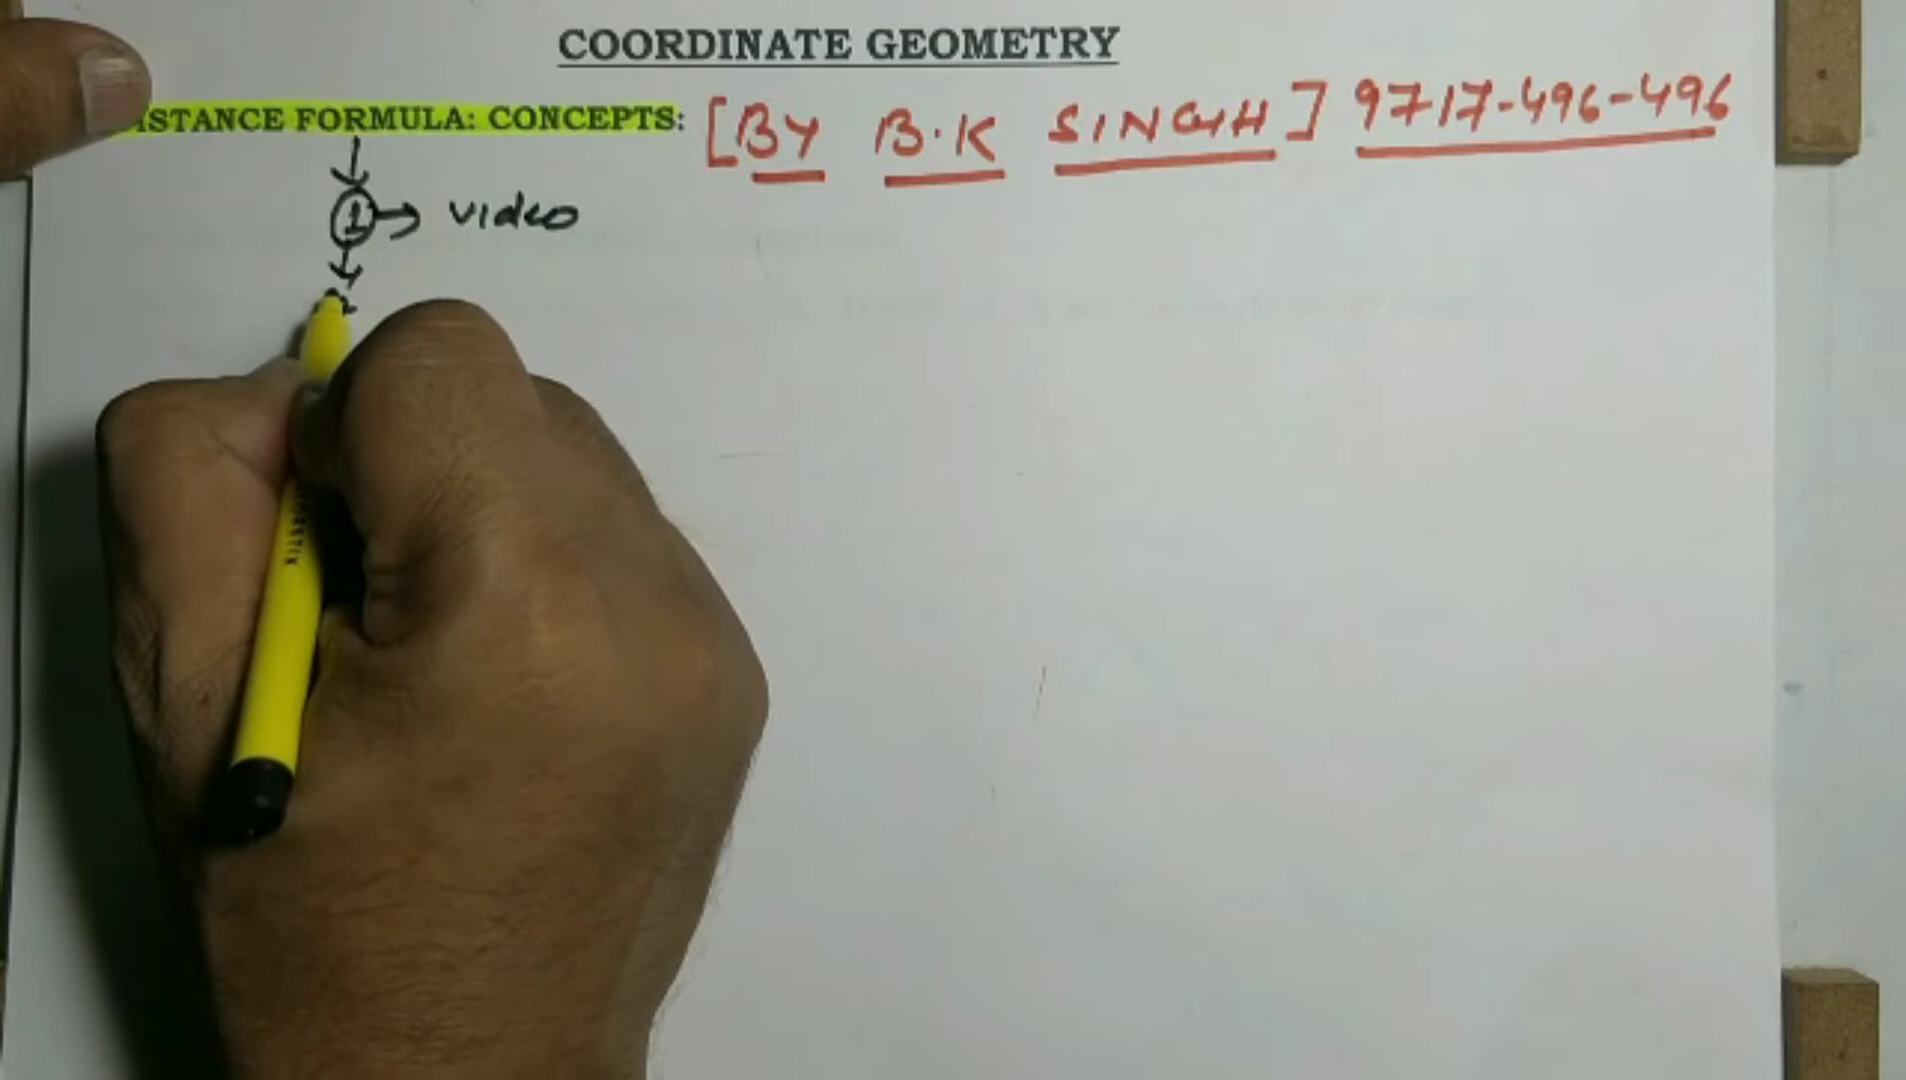 COORDINATE GEOMETRY
ISTANCE FORMULA: CONCEPTS: [BY B.K SINGH] 9717-496-496
1 → video